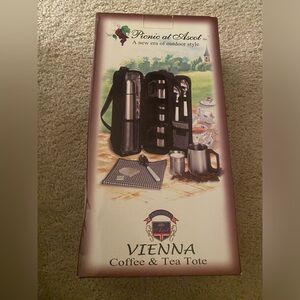 Picnic at Ascot
A new era of outdoor style
VIENNA
Coffee & Tea Tote